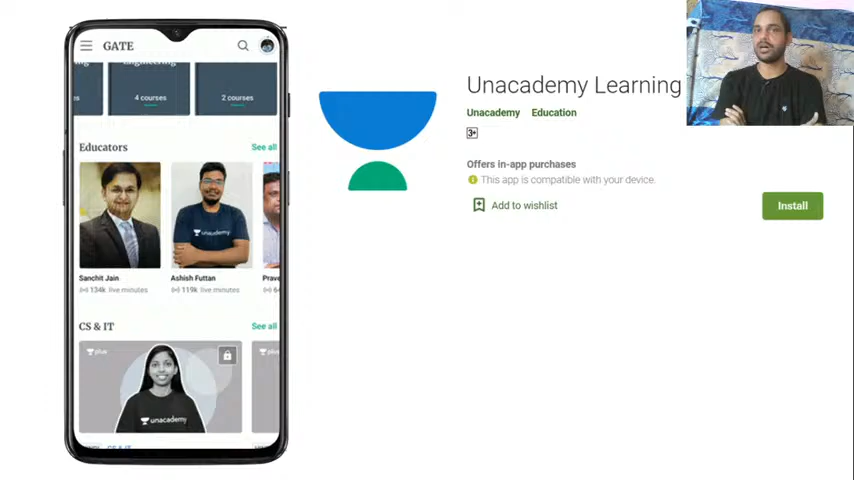 GATE
4 courses
2 courses
Educators
See all
Sanchit Jain
134k live minutes
Ashish Futtan
119k live minutes
unacademy
CS & IT
See all
plus
plus
unacademy
Unacademy Learning
Unacademy Education
3+
Offers in-app purchases
This app is compatible with your device.
Add to wishlist
Install